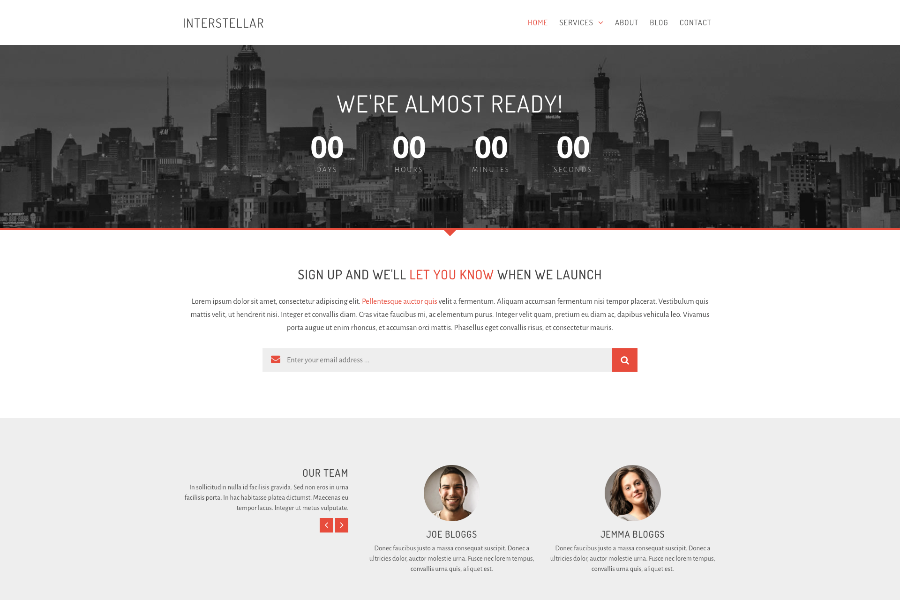 INTERSTELLAR
HOME SERVICES ABOUT BLOG CONTACT
WE'RE ALMOST READY!
00 00 00 00
DAYS HOURS MINUTES SECONDS
SIGN UP AND WE'LL LET YOU KNOW WHEN WE LAUNCH
Lorem ipsum dolor sit amet, consectetur adipiscing elit. Pellentesque auctor quis velit a fermentum. Aliquam accumsan fermentum nisi tempor placerat. Vestibulum quis
mattis velit, ut hendrerit nisi. Integer et convallis diam. Cras vitae faucibus mi, ac elementum purus. Integer velit quam, pretium eu diam ac, dapibus vehicula leo. Vivamus
porta augue ut enim rhoncus, et accumsan orci mattis. Phasellus eget convallis risus, et consectetur mauris.
Enter your email address ...
OUR TEAM
In sollicitudin nulla id facilisis gravida. Sed non eros in urna
facilisis porta. In hac habitasse platea dictumst. Maecenas eu
tempor lacus. Integer ut metus vulputate.
JOE BLOGGS
Donec faucibus justo a massa consequat suscipit. Donec a
ultricies dolor, auctor molestie urna. Fusce nec lorem tempus,
convallis urna quis, aliquet est.
JEMMA BLOGGS
Donec faucibus justo a massa consequat suscipit. Donec a
ultricies dolor, auctor molestie urna. Fusce nec lorem tempus,
convallis urna quis, aliquet est.